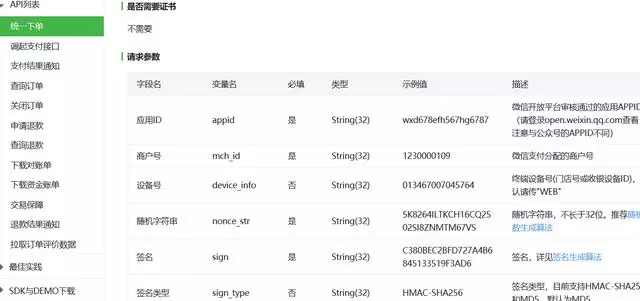 API列表
统一下单
调起支付接口
支付结果通知
查询订单
关闭订单
申请退款
查询退款
下载对账单
下载资金账单
交易保障
退款结果通知
拉取订单评价数据
最佳实践
SDK与DEMO下载
是否需要证书
不需要
请求参数
字段名 变量名 必填 类型 示例值 描述
应用ID appid 是 String(32) wxd678efh567hg6787 微信开放平台审核通过的应用APPID
(请登录open.weixin.qq.com查看
注意与公众号的APPID不同)
商户号 mch_id 是 String(32) 1230000109 微信支付分配的商户号
设备号 device_info 否 String(32) 013467007045764 终端设备号(门店号或收银设备ID),
认请传"WEB"
随机字符串 nonce_str 是 String(32) 5K8264ILTKCH16CQ25
02SI8ZNMTM67VS 随机字符串，不长于32位。推荐随机
数生成算法
签名 sign 是 String(32) C380BEC2BFD727A4B6
845133519F3AD6 签名，详见签名生成算法
签名类型 sign_type 否 String(32) HMAC-SHA256 签名类型，目前支持HMAC-SHA256
和MD5，默认为MD5